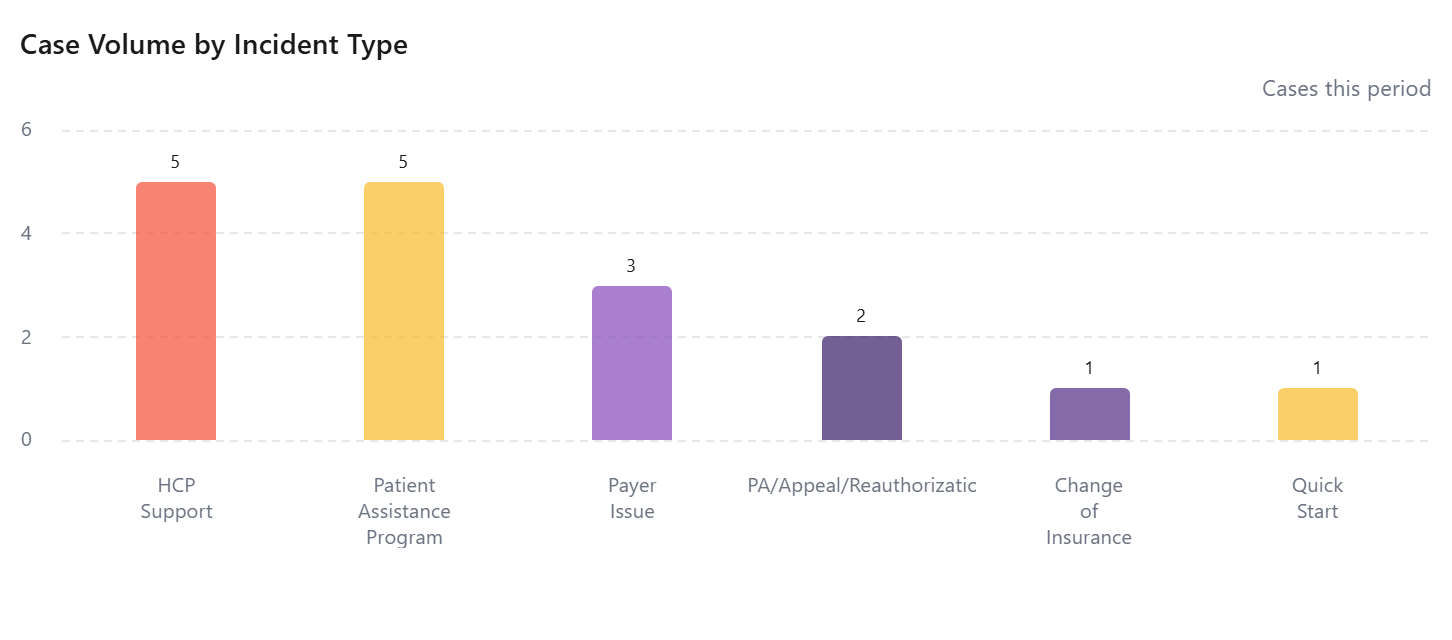 Case Volume by Incident Type
Cases this period
6
4
2
0
5
5
3
2
1
1
HCP
Support
Patient
Assistance
Program
Payer
Issue
PA/Appeal/Reauthorizatic
Change
of
Insurance
Quick
Start